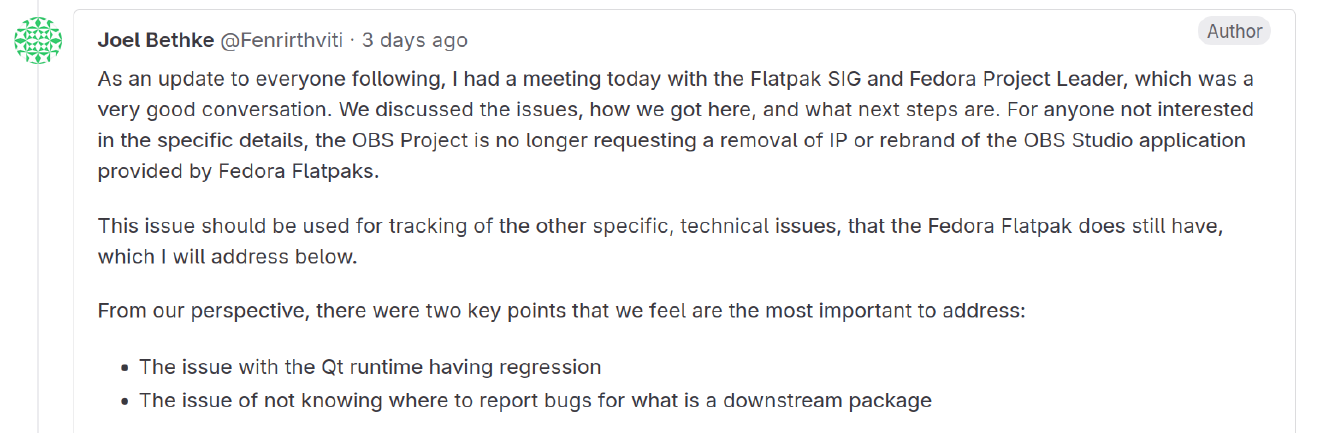 Joel Bethke @Fenrirthviti · 3 days ago
Author
As an update to everyone following, I had a meeting today with the Flatpak SIG and Fedora Project Leader, which was a
very good conversation. We discussed the issues, how we got here, and what next steps are. For anyone not interested
in the specific details, the OBS Project is no longer requesting a removal of IP or rebrand of the OBS Studio application
provided by Fedora Flatpaks.
This issue should be used for tracking of the other specific, technical issues, that the Fedora Flatpak does still have,
which I will address below.
From our perspective, there were two key points that we feel are the most important to address:
• The issue with the Qt runtime having regression
• The issue of not knowing where to report bugs for what is a downstream package